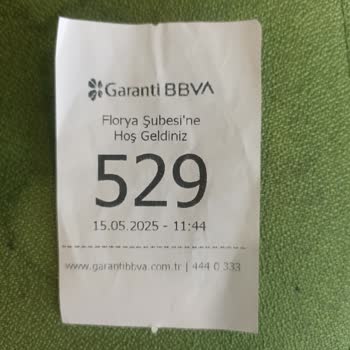 Garanti BBVA
Florya Şubesi'ne
Hoş Geldiniz
529
15.05.2025 - 11:44
www.garantibbva.com.tr | 444 0 333